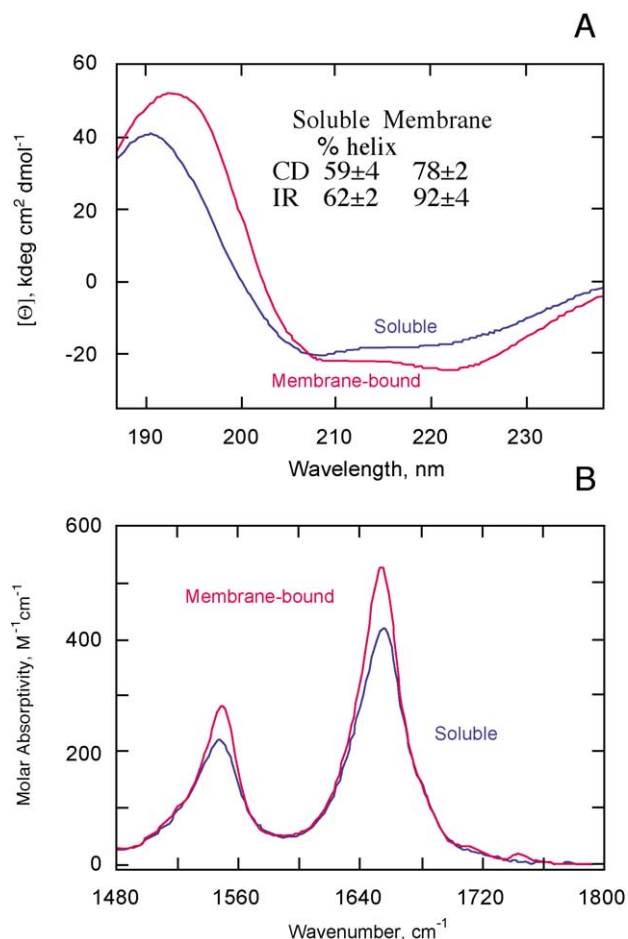 A
60
40
20
0
-20
[Θ], kdeg cm² dmol⁻¹
Soluble Membrane
% helix
CD 59±4 78±2
IR 62±2 92±4
Soluble
Membrane-bound
190 200 210 220 230
Wavelength, nm
B
600
400
200
0
Molar Absorptivity, M⁻¹cm⁻¹
Membrane-bound
Soluble
1480 1560 1640 1720 1800
Wavenumber, cm⁻¹